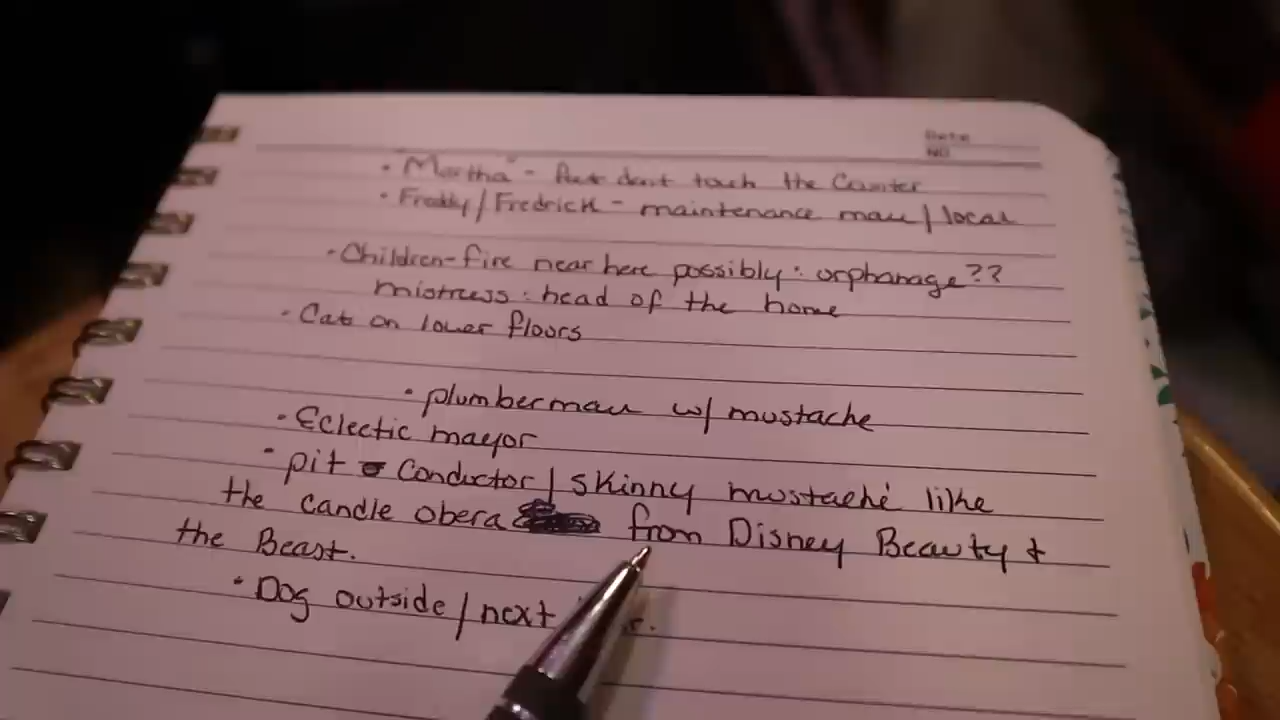 Date
NO
• "Martha" - don't touch the Counter
• Freddy/Fredrick - maintenance man/local
• Children-fire near here possibly: orphanage??
mistress: head of the home
• Cat on lower floors
• plumberman w/ mustache
• Eclectic mayor
• pit Conductor/skinny mustache like
the candle obera from Disney Beauty +
the Beast.
• Dog outside/next